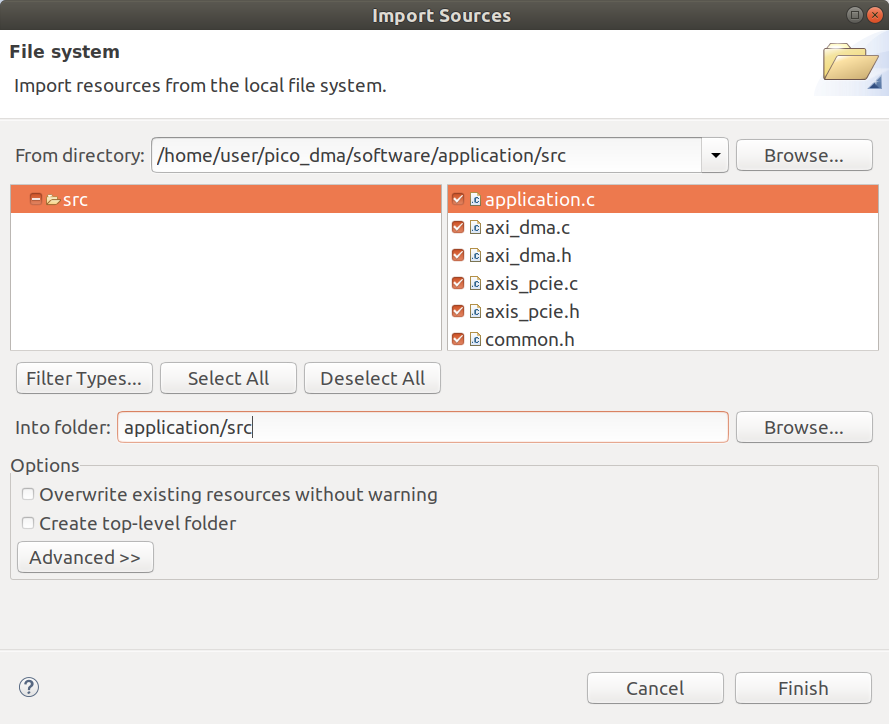 Import Sources
File system
Import resources from the local file system.
From directory: /home/user/pico_dma/software/application/src Browse...
src
application.c
axi_dma.c
axi_dma.h
axis_pcie.c
axis_pcie.h
common.h
Filter Types... Select All Deselect All
Into folder: application/src Browse...
Options
Overwrite existing resources without warning
Create top-level folder
Advanced >>
? Cancel Finish